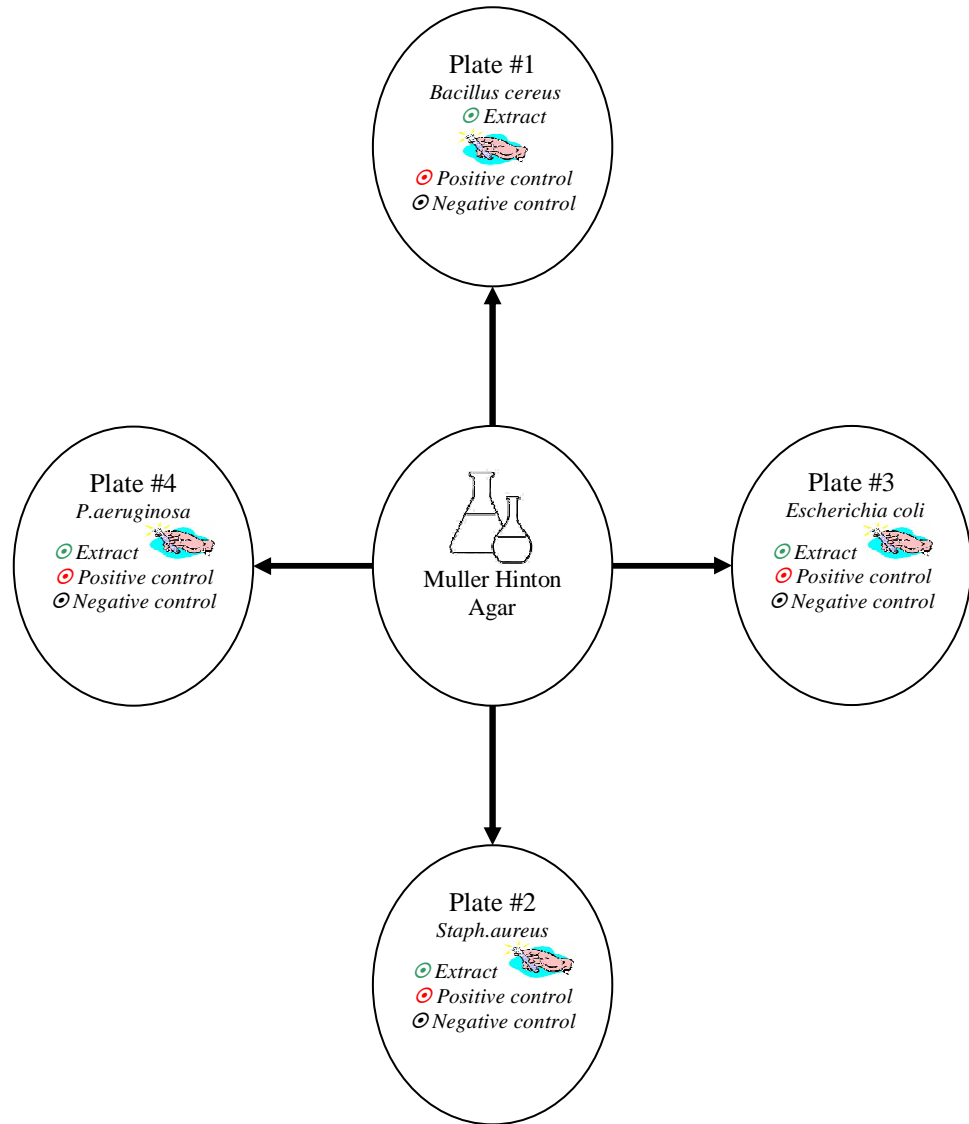 Plate #1
Bacillus cereus
Extract
Positive control
Negative control
Plate #4
P.aeruginosa
Extract
Positive control
Negative control
Muller Hinton
Agar
Plate #3
Escherichia coli
Extract
Positive control
Negative control
Plate #2
Staph.aureus
Extract
Positive control
Negative control